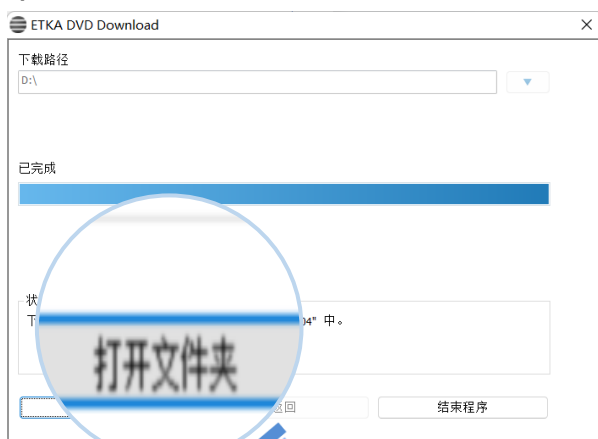 ETKA DVD Download
下载路径
D:\
已完成
状
下 04" 中。
打开文件夹
返回
结束程序